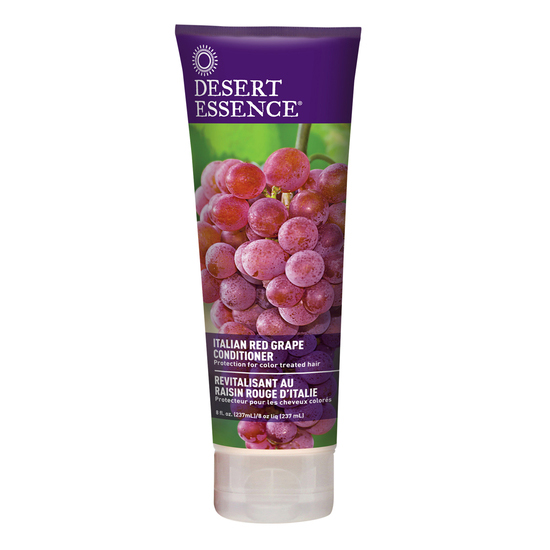 DESERT
ESSENCE®
ITALIAN RED GRAPE
CONDITIONER
Protection for color treated hair
REVITALISANT AU
RAISIN ROUGE D'ITALIE
Protecteur pour les cheveux colorés
8 fl. oz. (237mL)/8 oz liq (237 mL)